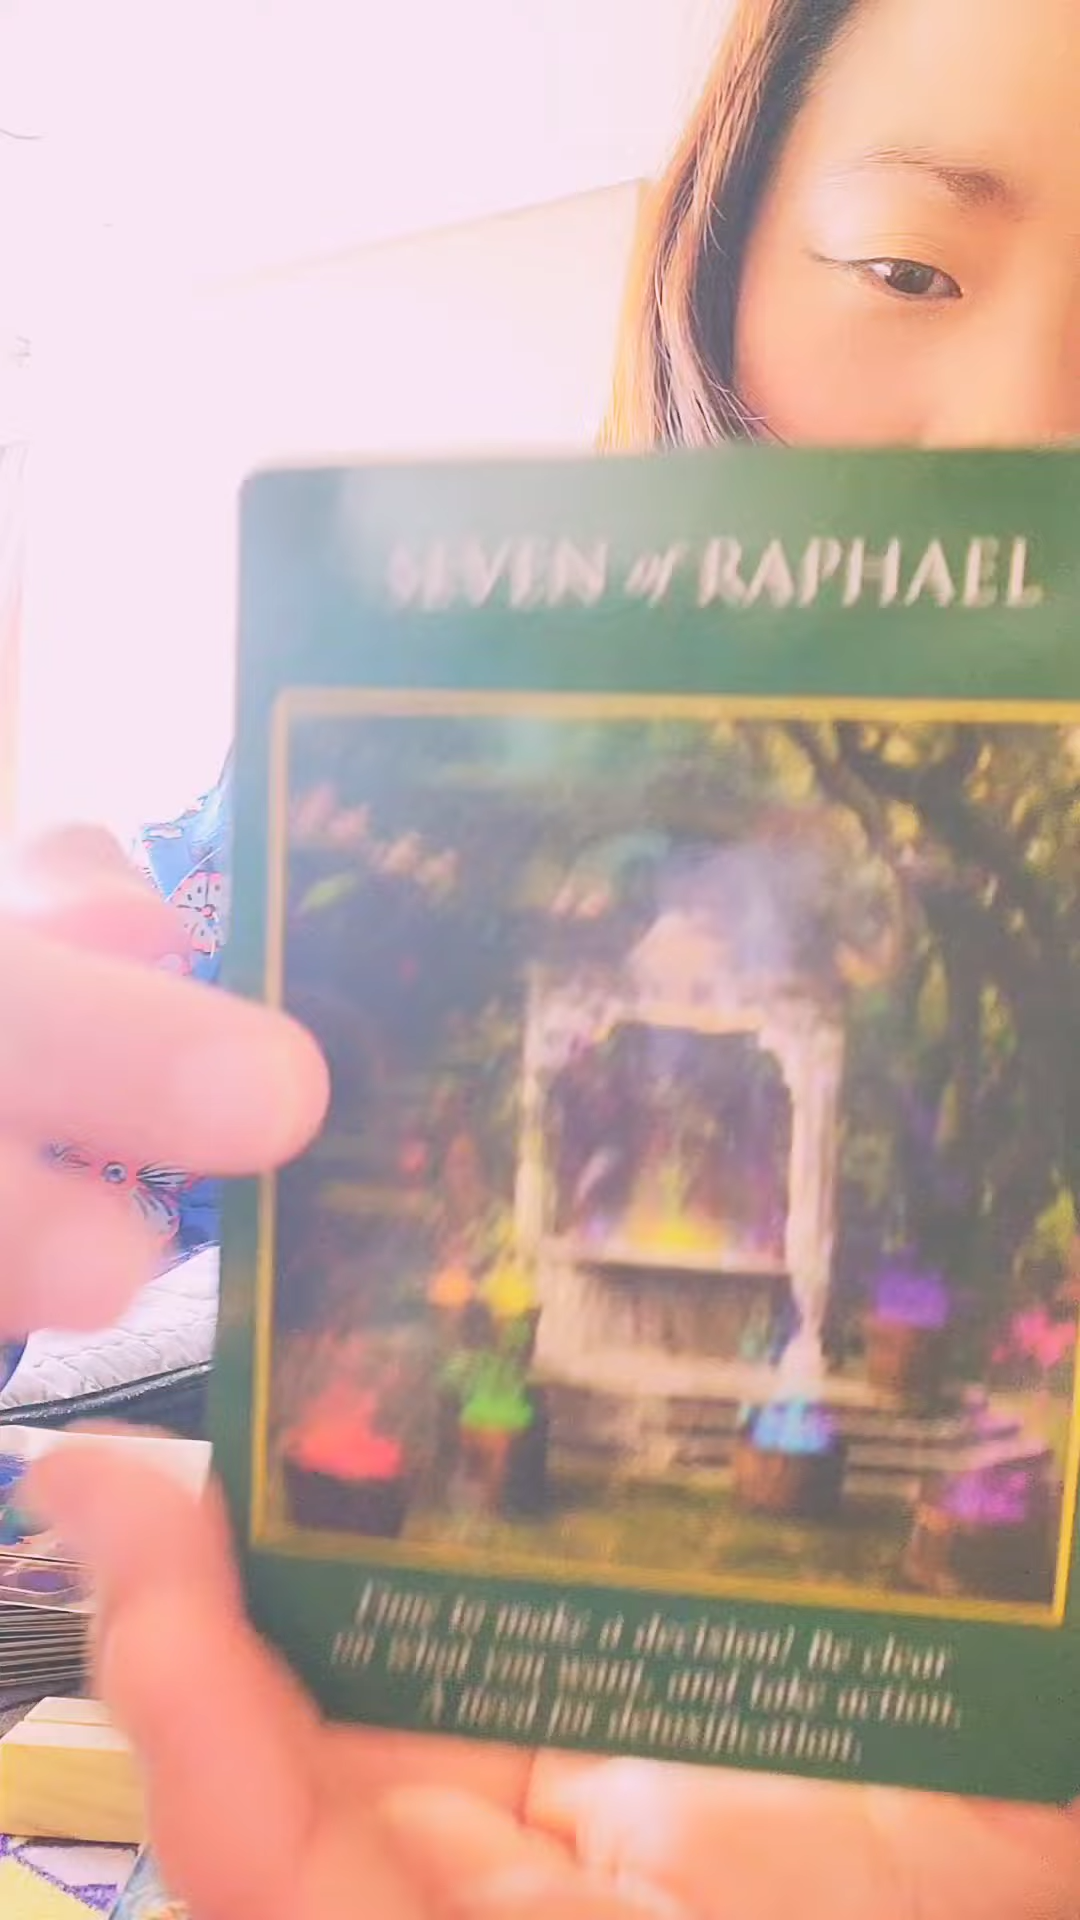 SEVEN of RAPHAEL
Time to make a decision! Be clear
on what you want, and take action.
A need for detoxification.